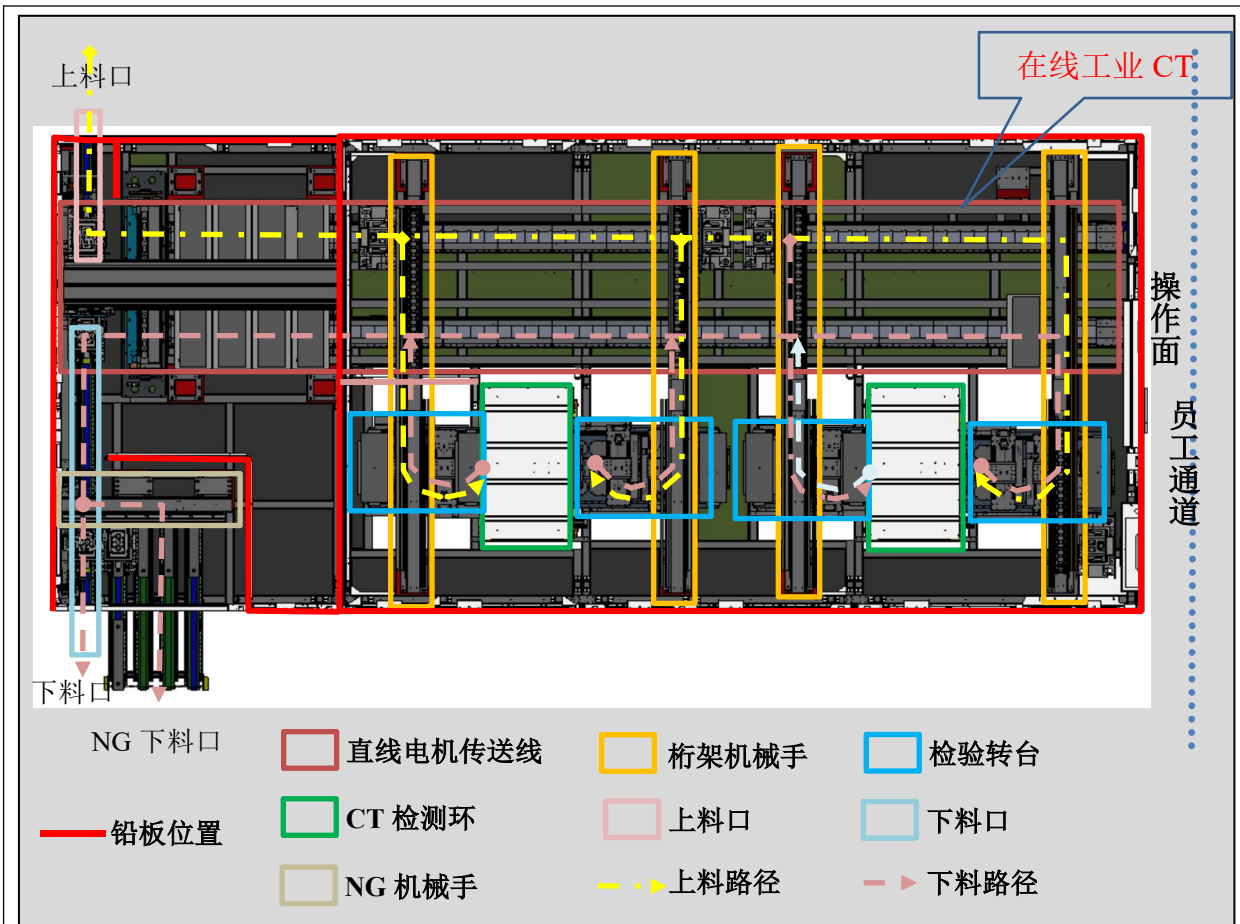 在线工业 CT
上料口
操作面
员工通道
下料口
NG 下料口
直线电机传送线
桁架机械手
检验转台
铅板位置
CT 检测环
上料口
下料口
NG 机械手
上料路径
下料路径